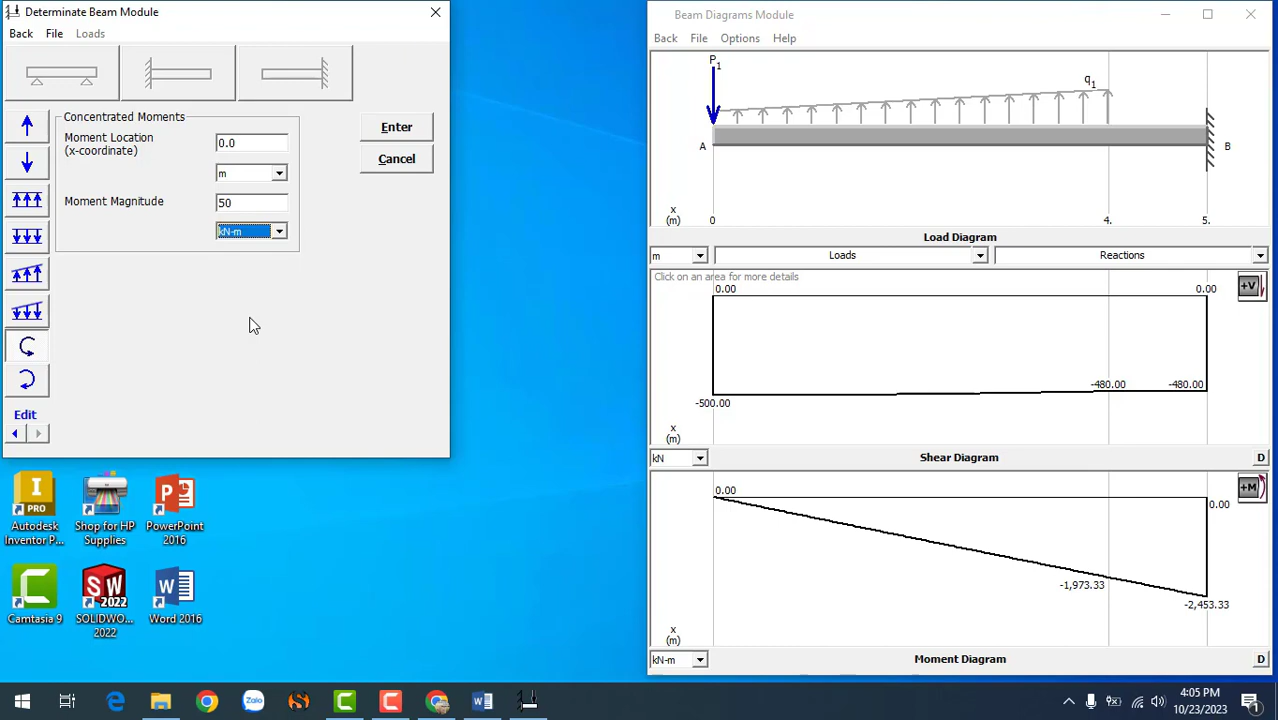 Determinate Beam Module
Back File Loads
Concentrated Moments
Moment Location
(x-coordinate)
0.0
m
Moment Magnitude
50
kN-m
Enter
Cancel
Edit
Autodesk
Inventor P...
Shop for HP
Supplies
PowerPoint
2016
Camtasia 9
SOLIDWO...
2022
Word 2016
Beam Diagrams Module
Back File Options Help
P1
q1
A
B
x
(m)
0 4. 5.
Load Diagram
m Loads Reactions
Click on an area for more details
0.00 0.00
+V
-480.00 -480.00
-500.00
x
(m)
kN Shear Diagram D
0.00 0.00
+M
-1,973.33
-2,453.33
x
(m)
kN-m Moment Diagram D
Zalo
4:05 PM
10/23/2023
1